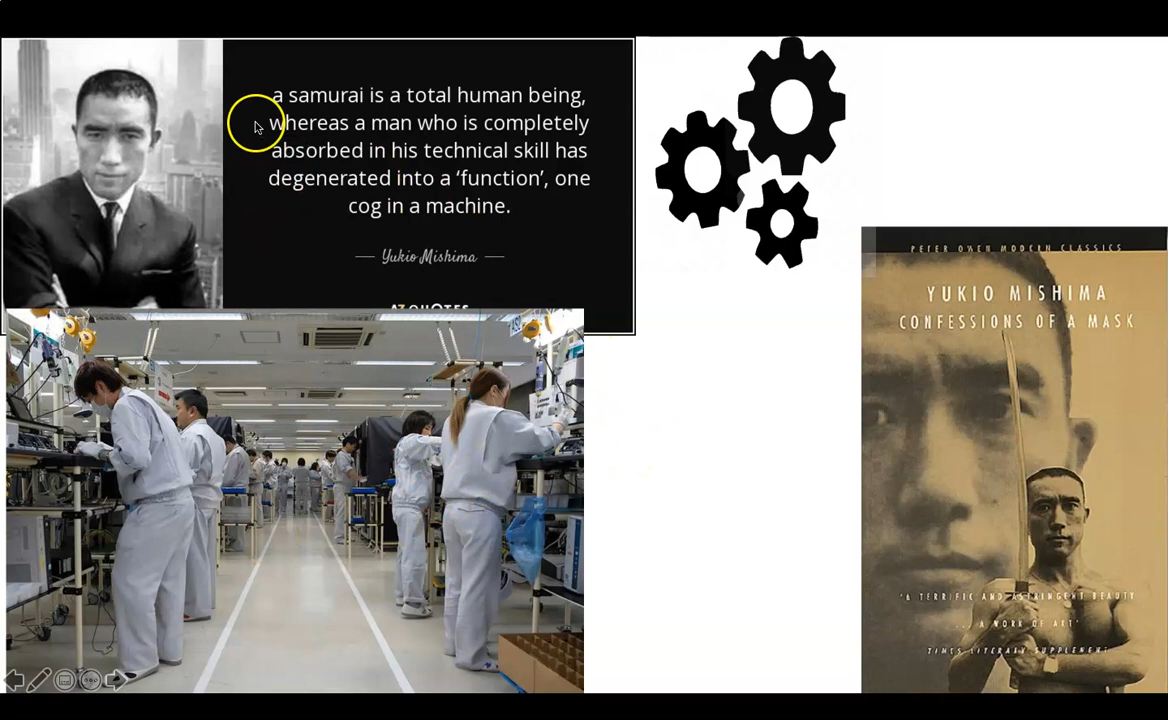 a samurai is a total human being,
whereas a man who is completely
absorbed in his technical skill has
degenerated into a ‘function’, one
cog in a machine.
Yukio Mishima
AZ QUOTES
PETER OWEN MODERN CLASSICS
YUKIO MISHIMA
CONFESSIONS OF A MASK
'A TERRIFIC AND ASTRINGENT BEAUTY
... A WORK OF ART'
TIMES LITERARY SUPPLEMENT